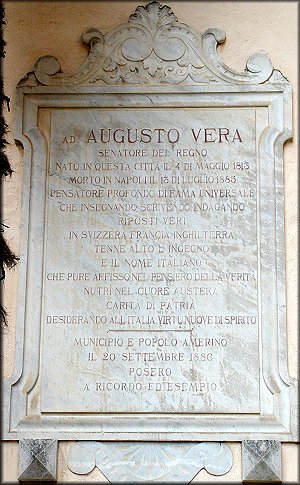 AD AUGUSTO VERA
SENATORE DEL REGNO
NATO IN QUESTA CITTÀ IL 4 DI MAGGIO 1813
MORTO IN NAPOLI IL 13 LUGLIO 1885
PENSATORE PROFONDO DI FAMA UNIVERSALE
CHE INSEGNANDO SCRIVENDO INDAGANDO
RIPOSTI VERI
IN SVIZZERA FRANCIA INGHILTERRA
TENNE ALTO L'INGEGNO
E IL NOME ITALIANO
CHE PURE AFFISO NEL PENSIERO DELLA VERITÀ
NUTRÌ NEL CUORE AUSTERA
CARITÀ DI PATRIA
DESIDERANDO ALL'ITALIA VIRTÙ NUOVE DI SPIRITO
MUNICIPIO E POPOLO AMERINO
IL 20 SETTEMBRE 1886
POSERO
A RICORDO ED ESEMPIO